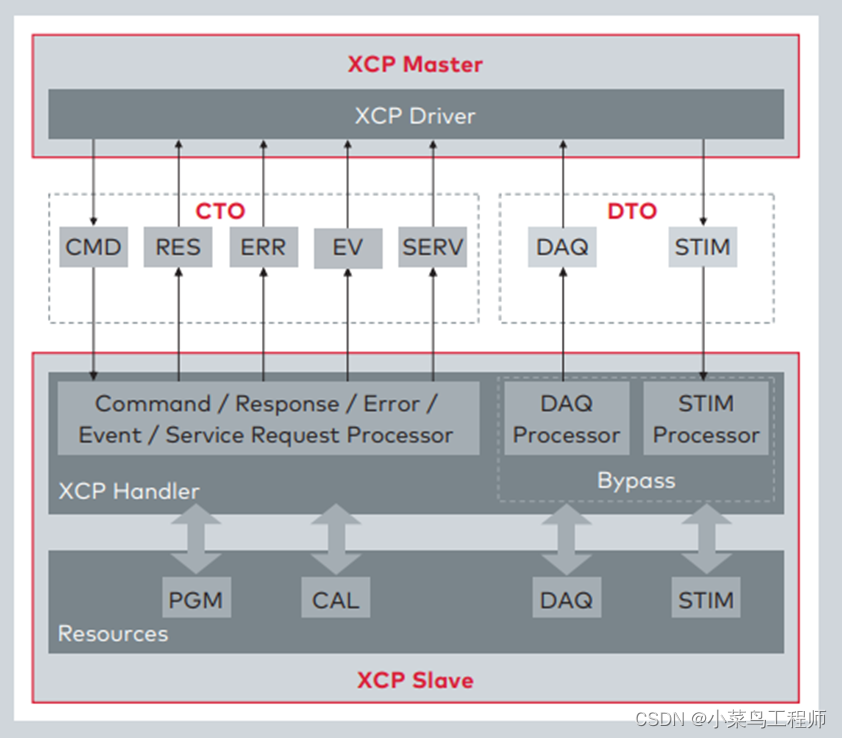 XCP Master
XCP Driver
CTO
DTO
CMD
RES
ERR
EV
SERV
DAQ
STIM
Command / Response / Error /
Event / Service Request Processor
DAQ
Processor
STIM
Processor
Bypass
XCP Handler
PGM
CAL
DAQ
STIM
Resources
XCP Slave
CSDN @小菜鸟工程师